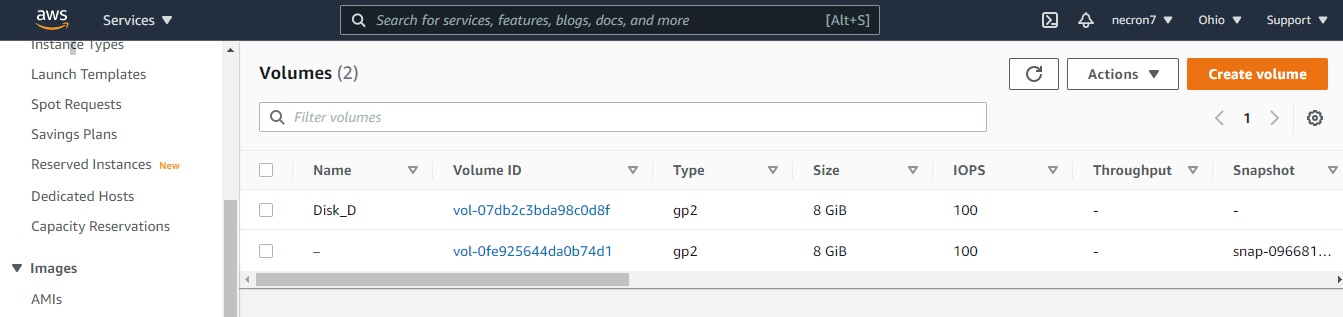 aws Services Search for services, features, blogs, docs, and more [Alt+S] necron7 Ohio Support
Instance Types
Launch Templates
Spot Requests
Savings Plans
Reserved Instances New
Dedicated Hosts
Capacity Reservations
Images
AMIs
Volumes (2)
Actions
Create volume
Filter volumes
1
Name Volume ID Type Size IOPS Throughput Snapshot
Disk_D vol-07db2c3bda98c0d8f gp2 8 GiB 100 - -
– vol-0fe925644da0b74d1 gp2 8 GiB 100 - snap-096681...